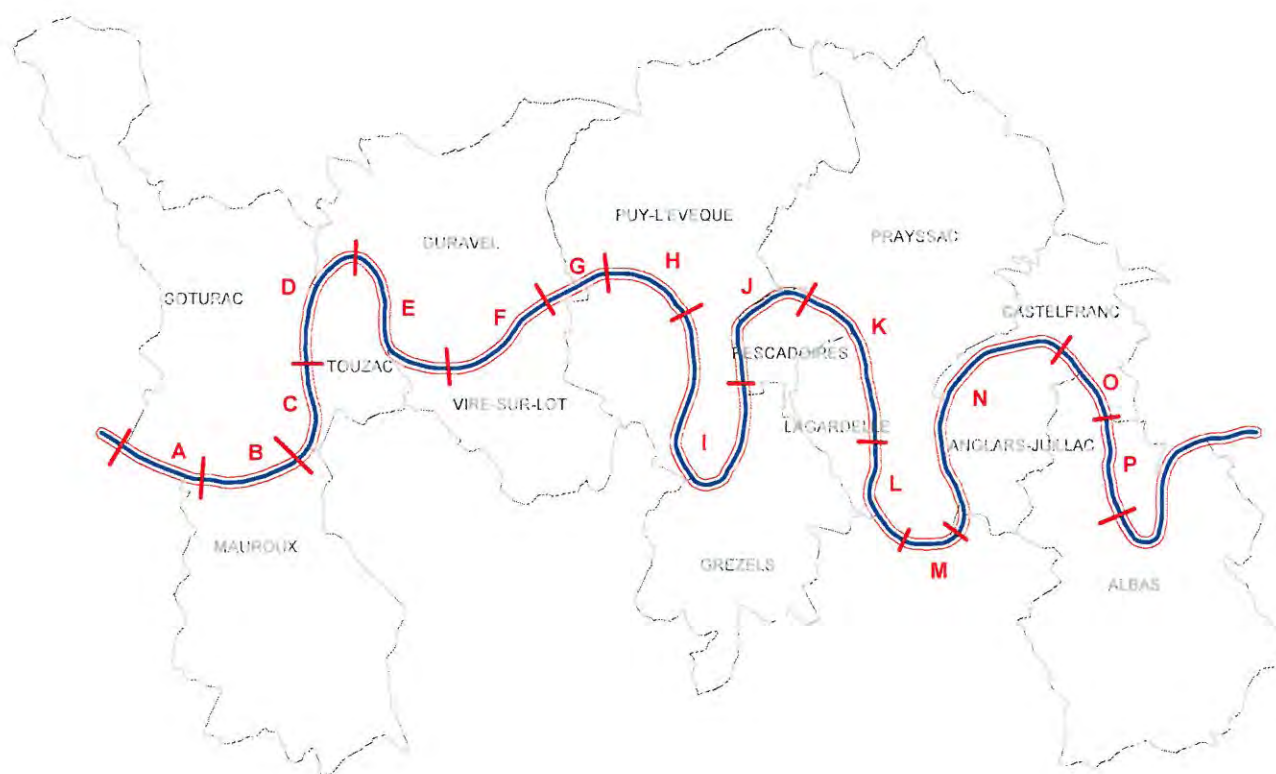 PUY-L'EVEQUE
PRAYSSAC
DURAVEL
G
H
D
SOTURAC
J
CASTELFRANC
E
F
K
PESCADOIRES
TOUZAC
O
N
C
VIRE-SUR-LOT
LAGARDELLE
A
B
I
ANGLARS-JUILLAC
P
L
MAUROUX
GREZELS
M
ALBAS